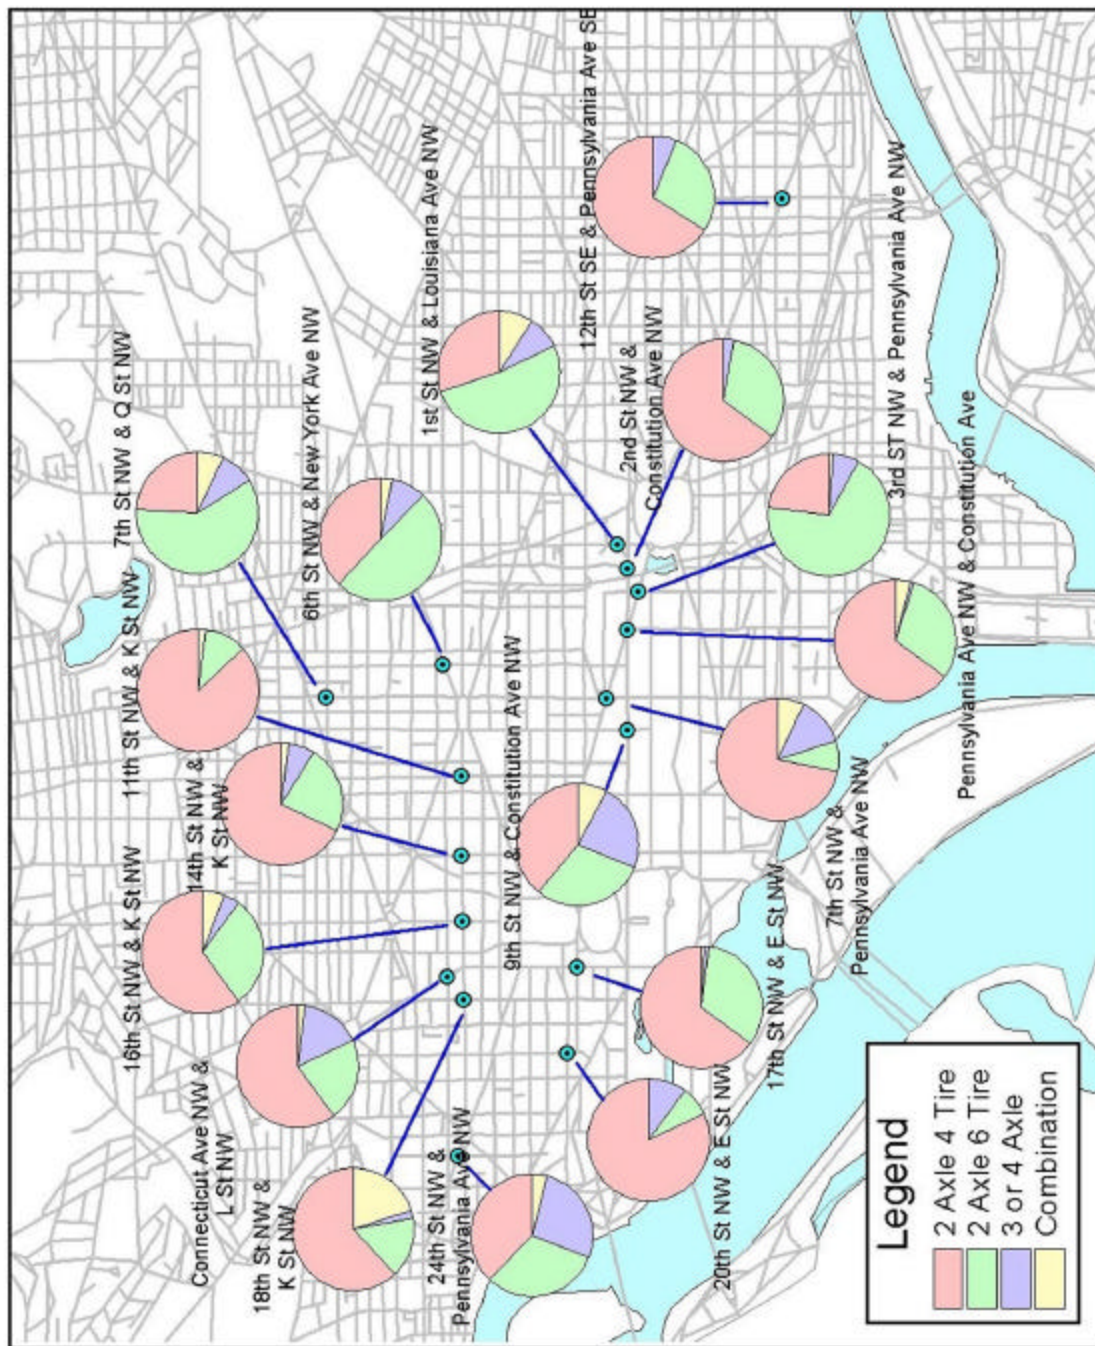 7th St NW & Q St NW
11th St NW & K St NW
6th St NW & New York Ave NW
1st St NW & Louisiana Ave NW
12th St SE & Pennsylvania Ave SE
14th St NW &
K St NW
16th St NW & K St NW
2nd St NW &
Constitution Ave NW
Connecticut Ave NW &
L St NW
9th St NW & Constitution Ave NW
3rd ST NW & Pennsylvania Ave NW
18th St NW &
K St NW
Pennsylvania Ave NW & Constitution Ave
24th St NW &
Pennsylvania Ave NW
7th St NW &
Pennsylvania Ave NW
17th St NW & E St NW
20th St NW & E St NW
Legend
2 Axle 4 Tire
2 Axle 6 Tire
3 or 4 Axle
Combination